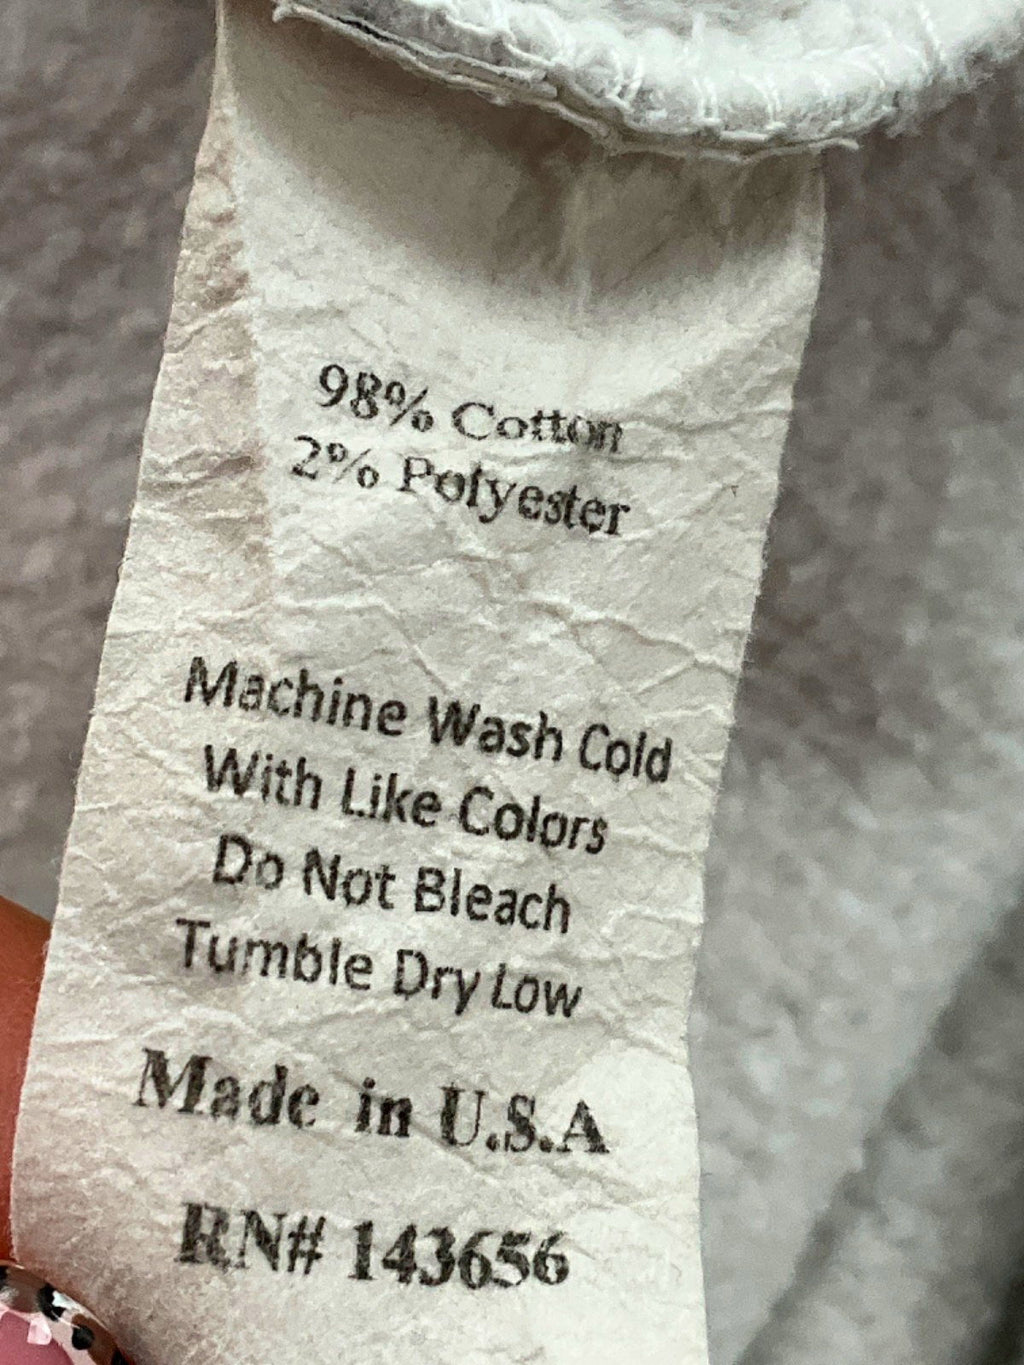 98% Cotton
2% Polyester
Machine Wash Cold
With Like Colors
Do Not Bleach
Tumble Dry Low
Made in U.S.A
RN# 143656